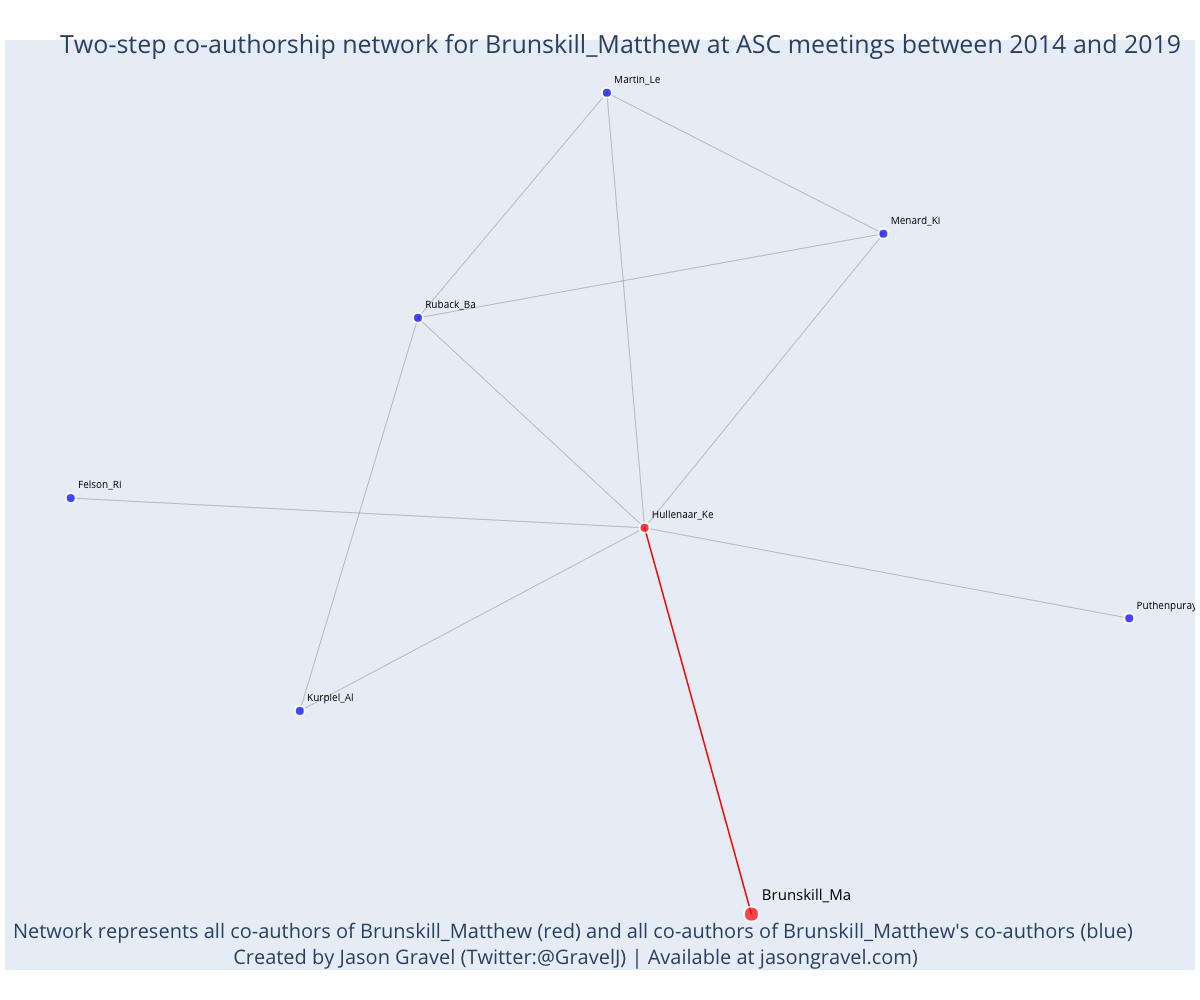 Two-step co-authorship network for Brunskill_Matthew at ASC meetings between 2014 and 2019
Martin_Le
Menard_Ki
Ruback_Ba
Felson_Ri
Hullenaar_Ke
Puthenpuray
Kurpiel_Al
Brunskill_Ma
Network represents all co-authors of Brunskill_Matthew (red) and all co-authors of Brunskill_Matthew's co-authors (blue)
Created by Jason Gravel (Twitter:@GravelJ) | Available at jasongravel.com)